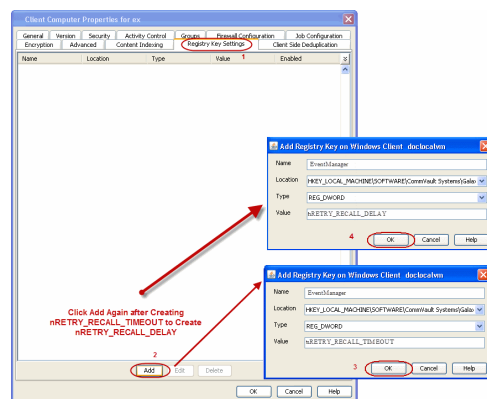 Client Computer Properties for ex
General Version Security Activity Control Groups Firewall Configuration Job Configuration
Encryption Advanced Content Indexing Registry Key Settings Client Side Deduplication
Name Location Type Value Enabled
1
Add Registry Key on Windows Client doclocalvm
Name EventManager
Location HKEY_LOCAL_MACHINE\SOFTWARE\CommVault Systems\Galax
Type REG_DWORD
Value nRETRY_RECALL_DELAY
4
OK Cancel Help
Add Registry Key on Windows Client doclocalvm
Name EventManager
Location HKEY_LOCAL_MACHINE\SOFTWARE\CommVault Systems\Galax
Type REG_DWORD
Value nRETRY_RECALL_TIMEOUT
3
OK Cancel Help
Click Add Again after Creating
nRETRY_RECALL_TIMEOUT to Create
nRETRY_RECALL_DELAY
2
Add Edit Delete
OK Cancel Help